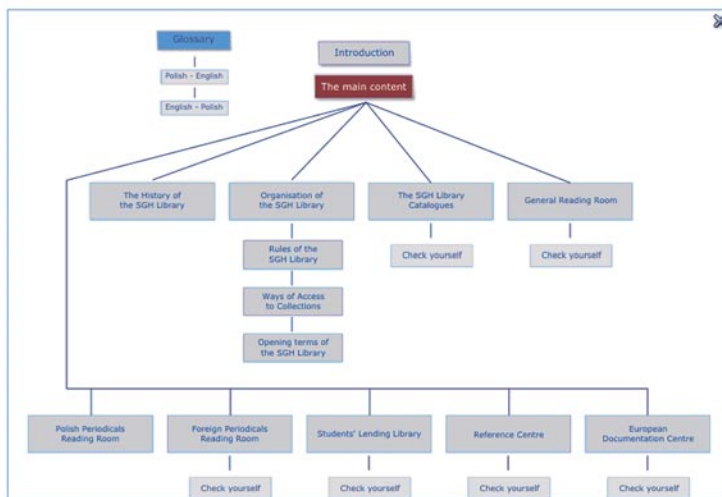 Glossary
Polish - English
English - Polish
Introduction
The main content
The History of
the SGH Library
Organisation of
the SGH Library
The SGH Library
Catalogues
General Reading Room
Rules of the
SGH Library
Check yourself
Check yourself
Ways of Access
to Collections
Opening terms of
the SGH Library
Polish Periodicals
Reading Room
Foreign Periodicals
Reading Room
Students' Lending Library
Reference Centre
European
Documentation Centre
Check yourself
Check yourself
Check yourself
Check yourself